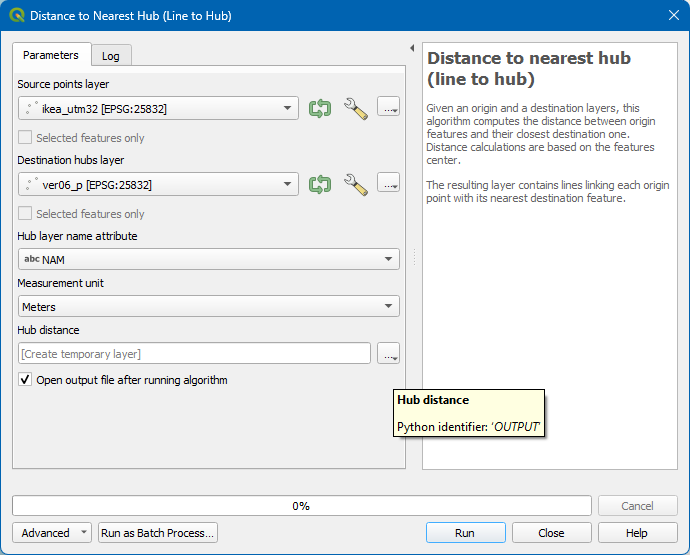 Distance to Nearest Hub (Line to Hub)
Parameters
Log
Source points layer
ikea_utm32 [EPSG:25832]
...
Selected features only
Destination hubs layer
ver06_p [EPSG:25832]
...
Selected features only
Hub layer name attribute
abc NAM
Measurement unit
Meters
Hub distance
[Create temporary layer]
...
Open output file after running algorithm
Distance to nearest hub
(line to hub)
Given an origin and a destination layers, this
algorithm computes the distance between origin
features and their closest destination one.
Distance calculations are based on the features
center.
The resulting layer contains lines linking each origin
point with its nearest destination feature.
Hub distance
Python identifier: 'OUTPUT'
0%
Cancel
Advanced
Run as Batch Process...
Run
Close
Help